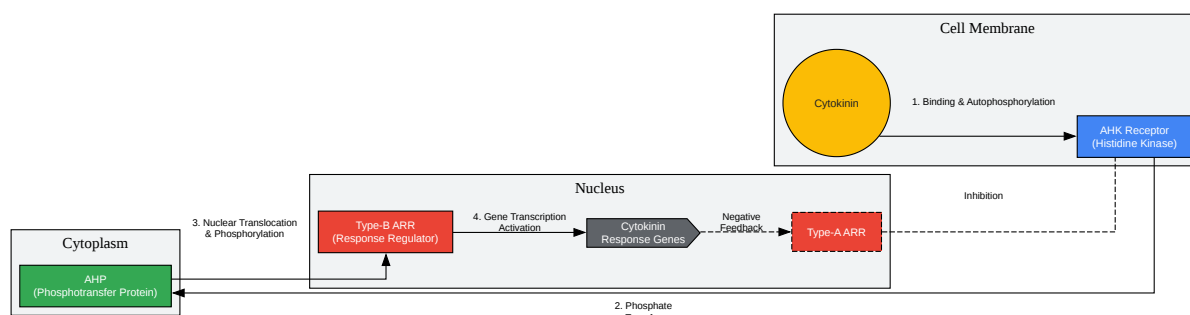 Cell Membrane
Cytokinin
1. Binding & Autophosphorylation
AHK Receptor
(Histidine Kinase)
Inhibition
Nucleus
Type-B ARR
(Response Regulator)
4. Gene Transcription
Activation
Cytokinin
Response Genes
Negative
Feedback
Type-A ARR
3. Nuclear Translocation
& Phosphorylation
Cytoplasm
AHP
(Phosphotransfer Protein)
2. Phosphate